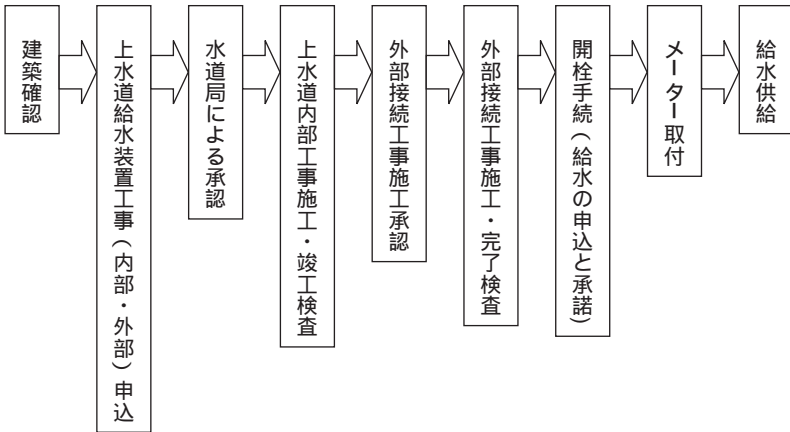 建築確認
上水道給水装置工事(内部・外部)申込
水道局による承認
上水道内部工事施工・竣工検査
外部接続工事施工承認
外部接続工事施工・完了検査
開栓手続(給水の申込と承諾)
メーター取付
給水供給